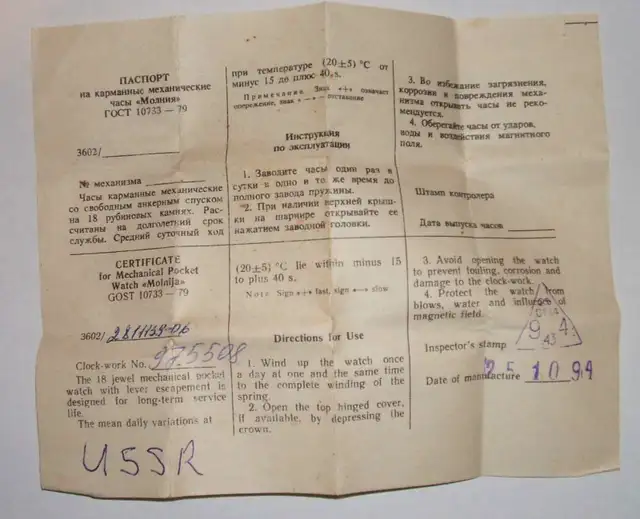 ПАСПОРТ
на карманные механические
часы «Молния»
ГОСТ 10733 — 79
3602/
№ механизма
Часы карманные механические
со свободным анкерным спуском
на 18 рубиновых камнях. Рас-
считаны на долголетний срок
службы. Средний суточный ход
при температуре (20±5) °C от
минус 15 до плюс 40 s.
Примечание. Знак «+» означает
опережение, знак «—» — отставание
Инструкция
по эксплуатации
1. Заводите часы один раз в
сутки в одно и то же время до
полного завода пружины.
2. При наличии верхней крыш-
ки на шарнире открывайте ее
нажатием заводной головки.
3. Во избежание загрязнения,
коррозии и повреждения меха-
низма открывать часы не реко-
мендуется.
4. Оберегайте часы от ударов,
воды и воздействия магнитного
поля.
Штамп контролера
Дата выпуска часов
CERTIFICATE
for Mechanical Pocket
Watch «Molnija»
GOST 10733 — 79
3602/
Clock-work No. 975508
The 18 jewel mechanical pocket
watch with lever escapement is
designed for long-term service
life.
The mean daily variations at
USSR
(20±5) °C lie within minus 15
to plus 40 s.
Note Sign «+» fast, sign «—» slow
Directions for Use
1. Wind up the watch once
a day at one and the same time
to the complete winding of the
spring.
2. Open the top hinged cover,
if available, by depressing the
crown.
3. Avoid opening the watch
to prevent fouling, corrosion and
damage to the clock-work.
4. Protect the watch from
blows, water and influence of
magnetic field.
Inspector's stamp 9 4
43
Date of manufacture 25 10 94